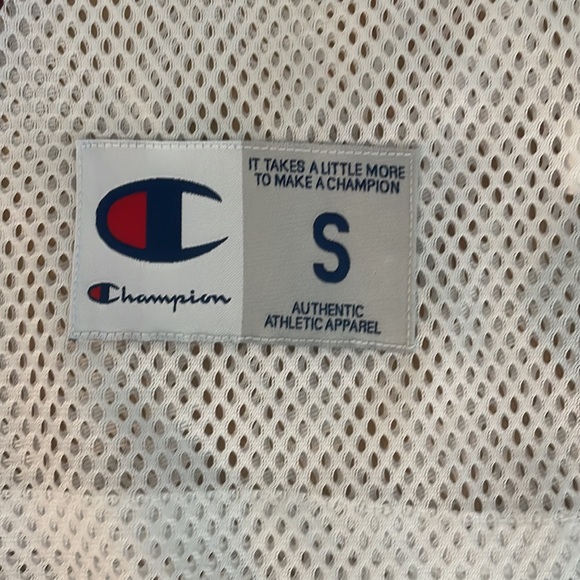 Champion
IT TAKES A LITTLE MORE
TO MAKE A CHAMPION
S
AUTHENTIC
ATHLETIC APPAREL